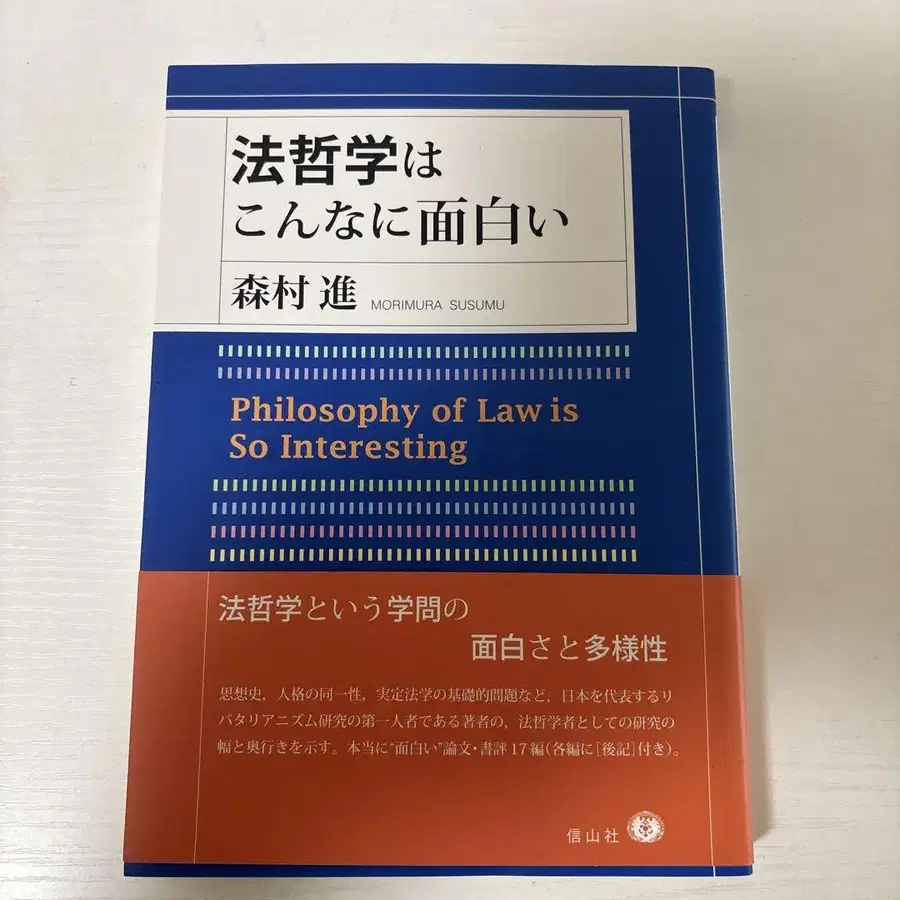 法哲学は
こんなに面白い
森村 進 MORIMURA SUSUMU
Philosophy of Law is
So Interesting
法哲学という学問の
面白さと多様性
思想史，人格の同一性，実定法学の基礎的問題など，日本を代表するリ
バタリアニズム研究の第一人者である著者の，法哲学者としての研究の
幅と奥行きを示す。本当に“面白い”論文・書評 17 編（各編に［後記］付き）。
信山社